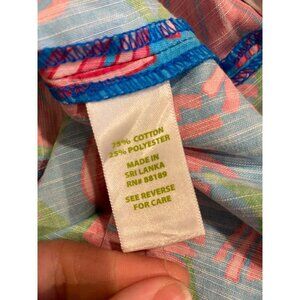 75% COTTON
25% POLYESTER
MADE IN
SRI LANKA
RN# 88189
SEE REVERSE
FOR CARE